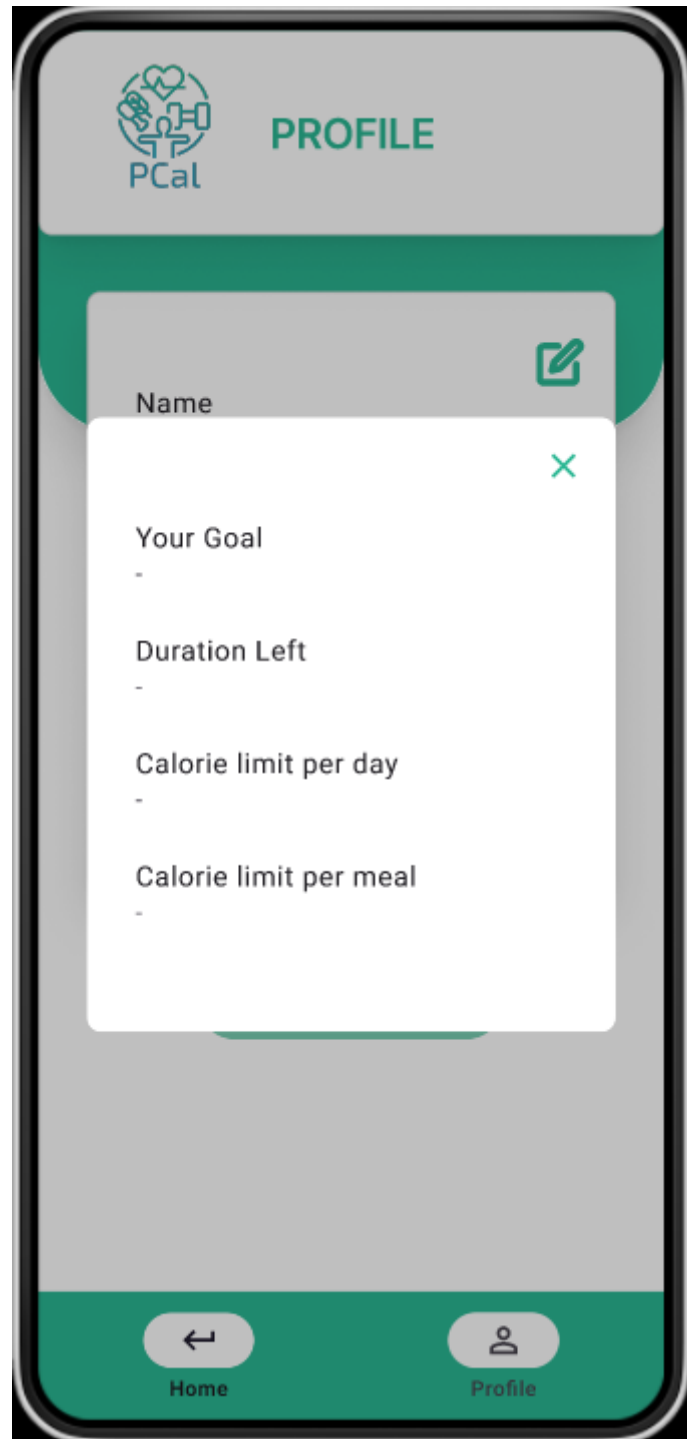 PCal
PROFILE
Name
Your Goal
-
Duration Left
-
Calorie limit per day
-
Calorie limit per meal
-
Home
Profile